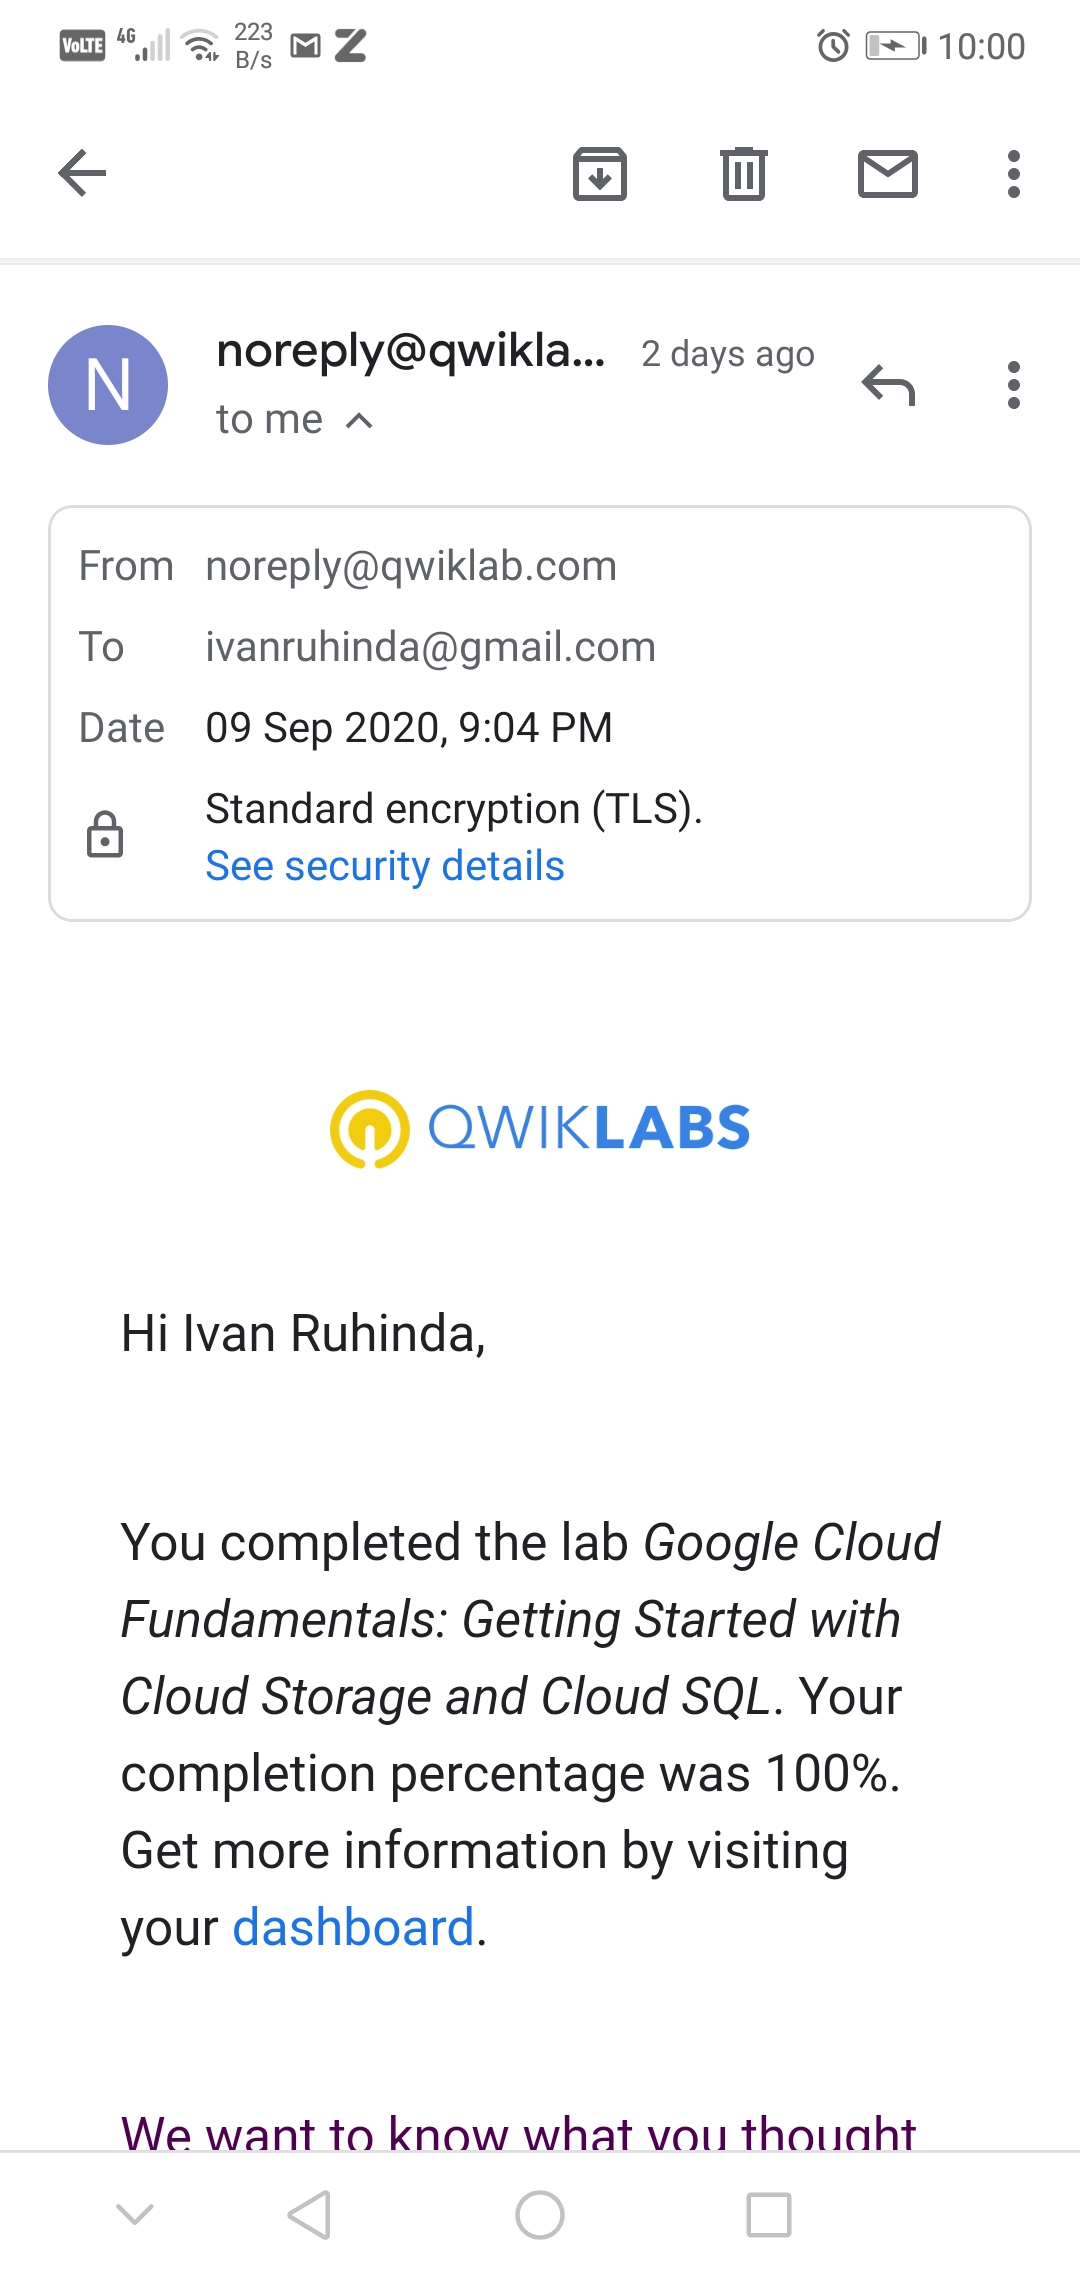 VoLTE 4G 223 B/s 10:00
noreply@qwikla... 2 days ago
N
to me
From noreply@qwiklab.com
To ivanruhinda@gmail.com
Date 09 Sep 2020, 9:04 PM
Standard encryption (TLS).
See security details
QWIKLABS
Hi Ivan Ruhinda,
You completed the lab Google Cloud
Fundamentals: Getting Started with
Cloud Storage and Cloud SQL. Your
completion percentage was 100%.
Get more information by visiting
your dashboard.
We want to know what you thought